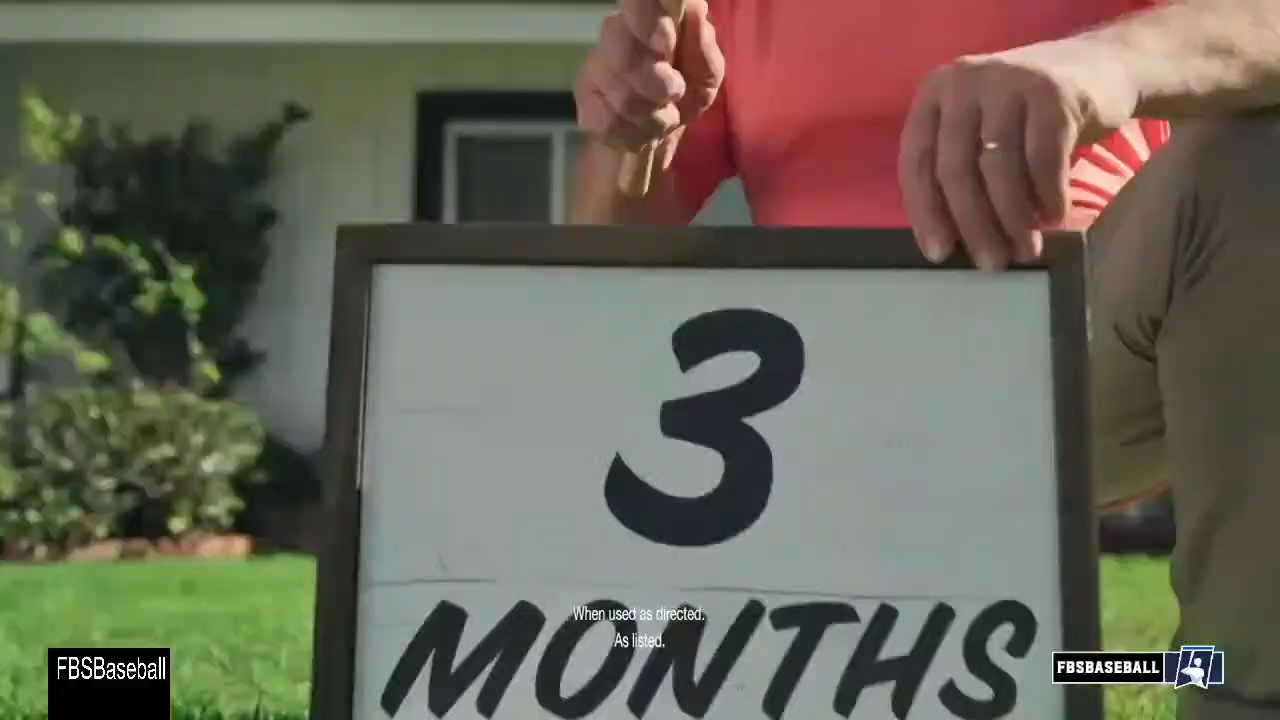 3
MONTHS
When used as directed.
As listed.
FBSBaseball
FBSBASEBALL